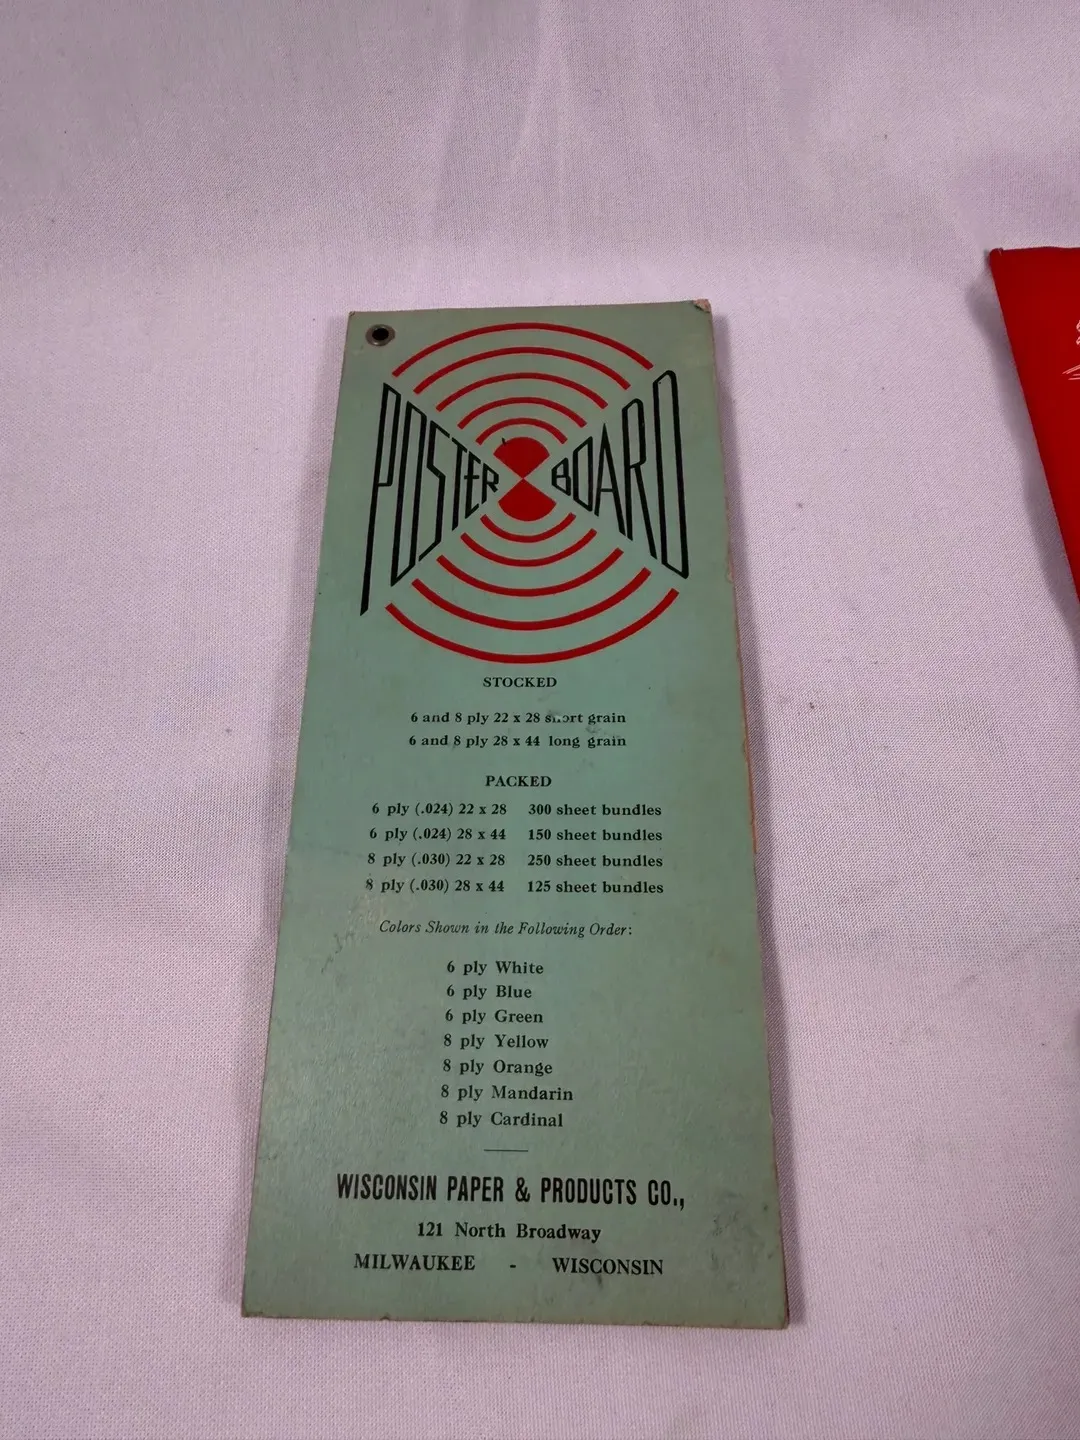 POSTER BOARD
STOCKED
6 and 8 ply 22 x 28 short grain
6 and 8 ply 28 x 44 long grain
PACKED
6 ply (.024) 22 x 28 300 sheet bundles
6 ply (.024) 28 x 44 150 sheet bundles
8 ply (.030) 22 x 28 250 sheet bundles
8 ply (.030) 28 x 44 125 sheet bundles
Colors Shown in the Following Order:
6 ply White
6 ply Blue
6 ply Green
8 ply Yellow
8 ply Orange
8 ply Mandarin
8 ply Cardinal
WISCONSIN PAPER & PRODUCTS CO.,
121 North Broadway
MILWAUKEE - WISCONSIN